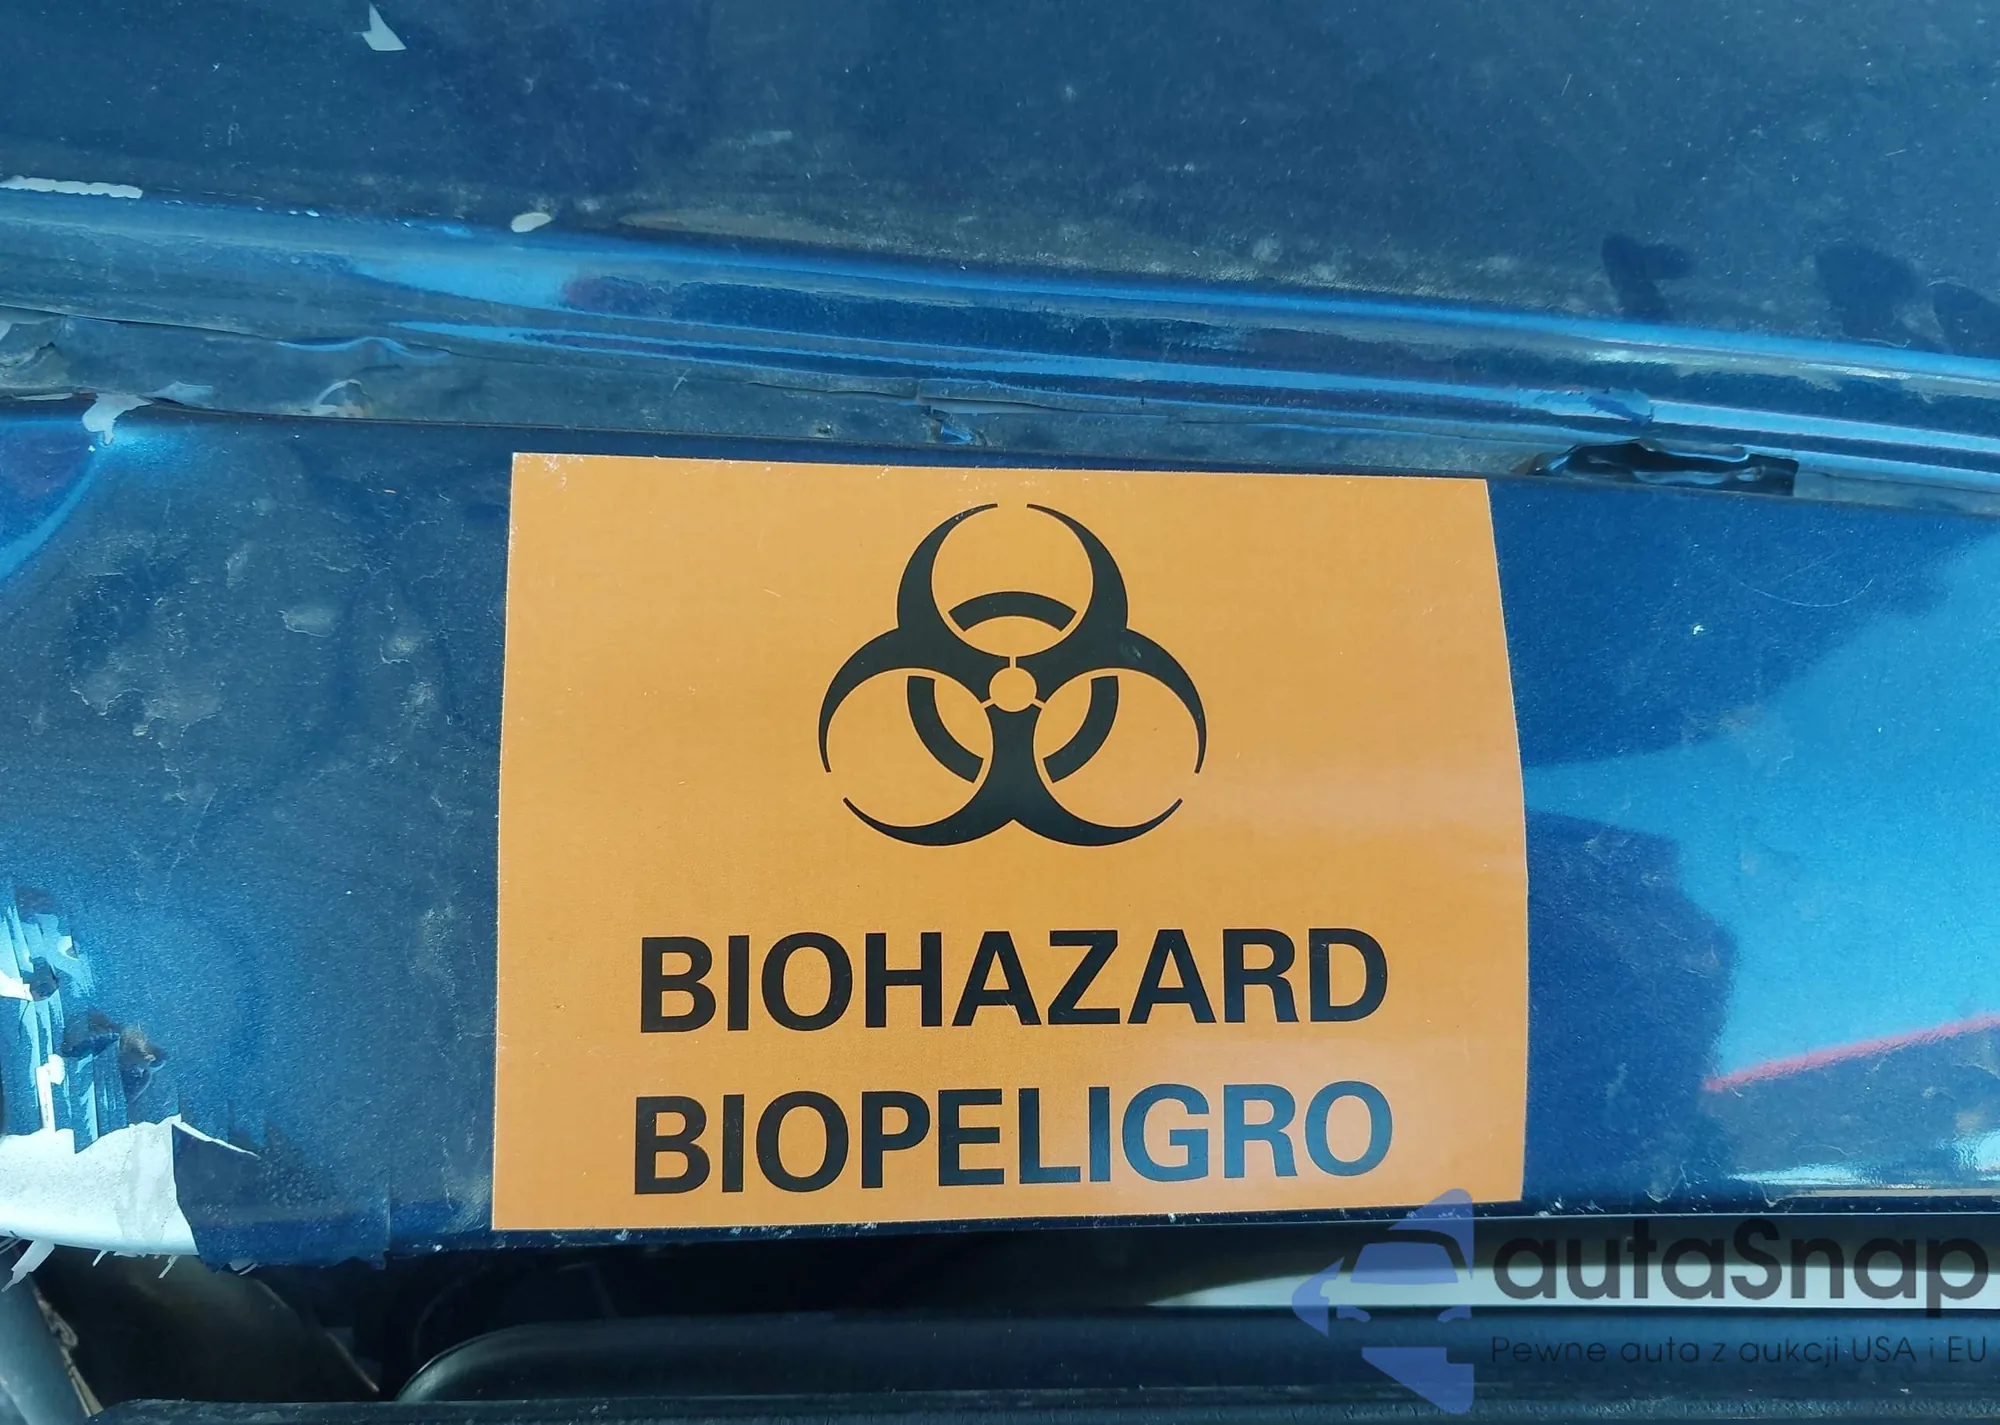 BIOHAZARD
BIOPELIGRO
autaSnap
Pewne auta z aukcji USA i EU